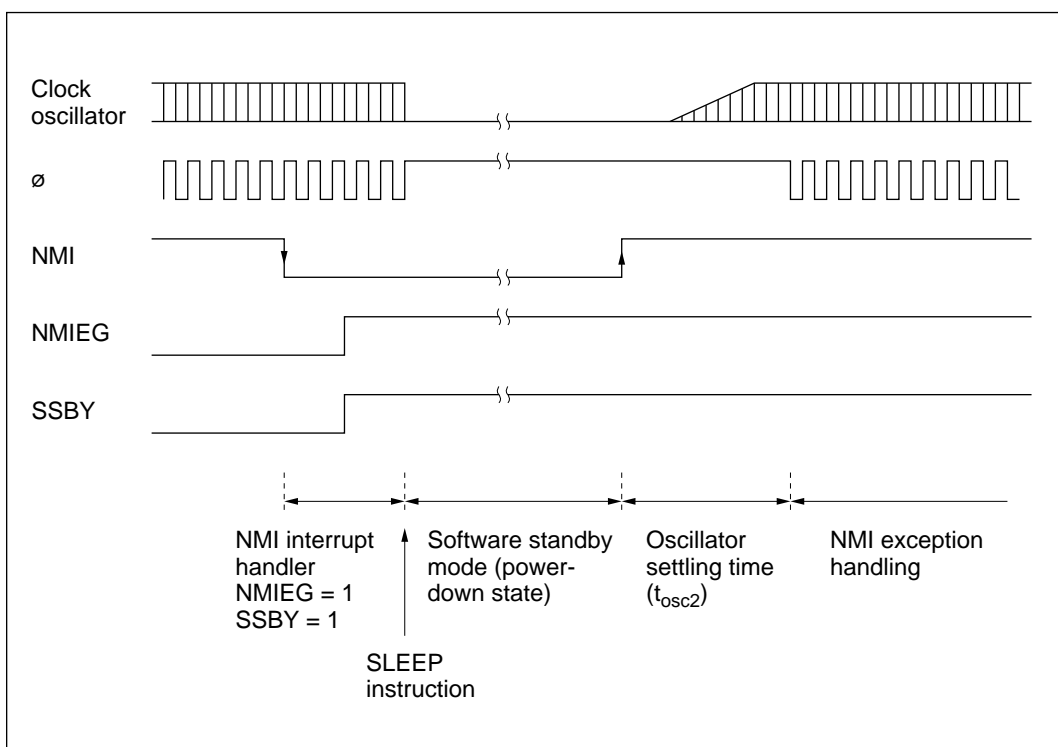 Clock
oscillator
ø
NMI
NMIEG
SSBY
NMI interrupt
handler
NMIEG = 1
SSBY = 1
Software standby
mode (power-
down state)
Oscillator
settling time
(tosc2)
NMI exception
handling
SLEEP
instruction